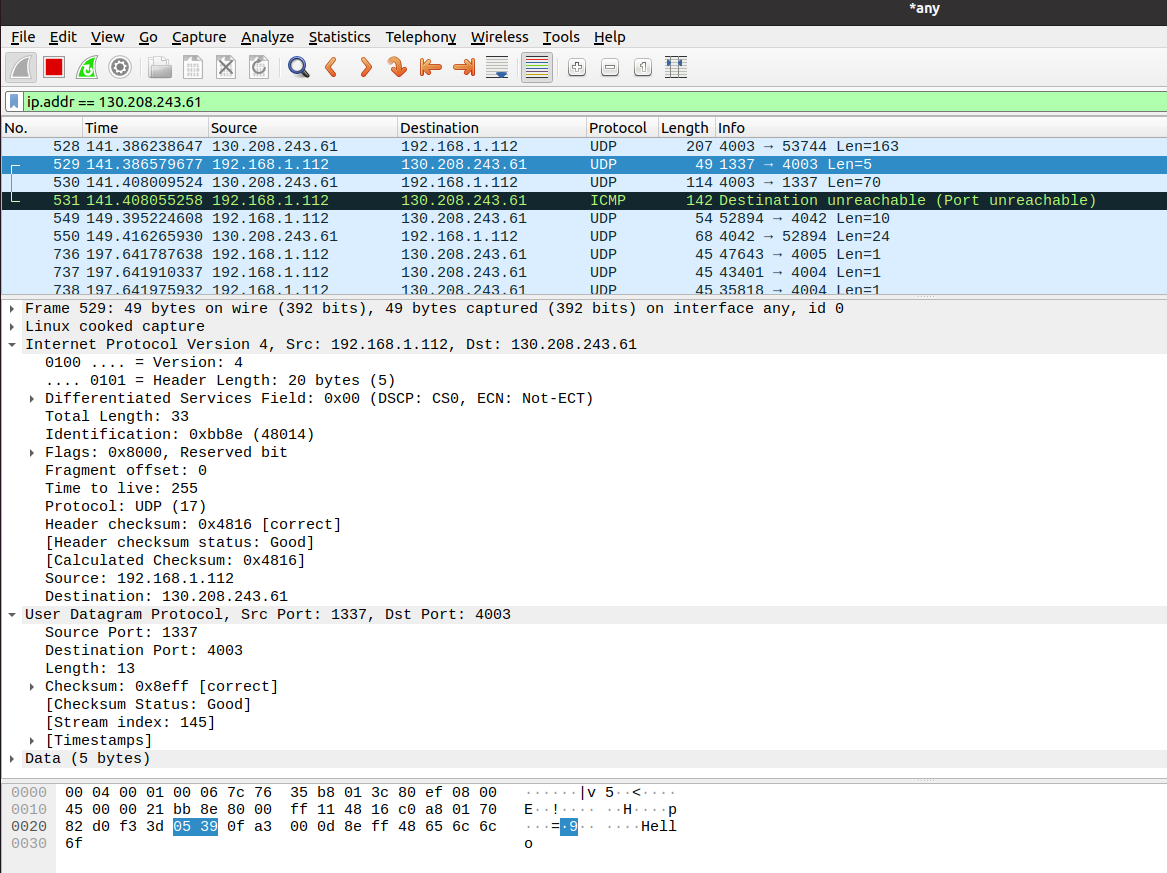 *any
File Edit View Go Capture Analyze Statistics Telephony Wireless Tools Help
ip.addr == 130.208.243.61
No. Time Source Destination Protocol Length Info
528 141.386238647 130.208.243.61 192.168.1.112 UDP 207 4003 → 53744 Len=163
529 141.386579677 192.168.1.112 130.208.243.61 UDP 49 1337 → 4003 Len=5
530 141.408009524 130.208.243.61 192.168.1.112 UDP 114 4003 → 1337 Len=70
531 141.408055258 192.168.1.112 130.208.243.61 ICMP 142 Destination unreachable (Port unreachable)
549 149.395224608 192.168.1.112 130.208.243.61 UDP 54 52894 → 4042 Len=10
550 149.416265930 130.208.243.61 192.168.1.112 UDP 68 4042 → 52894 Len=24
736 197.641787638 192.168.1.112 130.208.243.61 UDP 45 47643 → 4005 Len=1
737 197.641910337 192.168.1.112 130.208.243.61 UDP 45 43401 → 4004 Len=1
738 197.641975932 192.168.1.112 130.208.243.61 UDP 45 35818 → 4004 Len=1
Frame 529: 49 bytes on wire (392 bits), 49 bytes captured (392 bits) on interface any, id 0
Linux cooked capture
Internet Protocol Version 4, Src: 192.168.1.112, Dst: 130.208.243.61
0100 .... = Version: 4
.... 0101 = Header Length: 20 bytes (5)
Differentiated Services Field: 0x00 (DSCP: CS0, ECN: Not-ECT)
Total Length: 33
Identification: 0xbb8e (48014)
Flags: 0x8000, Reserved bit
Fragment offset: 0
Time to live: 255
Protocol: UDP (17)
Header checksum: 0x4816 [correct]
[Header checksum status: Good]
[Calculated Checksum: 0x4816]
Source: 192.168.1.112
Destination: 130.208.243.61
User Datagram Protocol, Src Port: 1337, Dst Port: 4003
Source Port: 1337
Destination Port: 4003
Length: 13
Checksum: 0x8eff [correct]
[Checksum Status: Good]
[Stream index: 145]
[Timestamps]
Data (5 bytes)
0000 00 04 00 01 00 06 7c 76 35 b8 01 3c 80 ef 08 00 ······|v 5··<····
0010 45 00 00 21 bb 8e 80 00 ff 11 48 16 c0 a8 01 70 E··!···· ··H····p
0020 82 d0 f3 3d 05 39 0f a3 00 0d 8e ff 48 65 6c 6c ···=·9·· ····Hell
0030 6f o